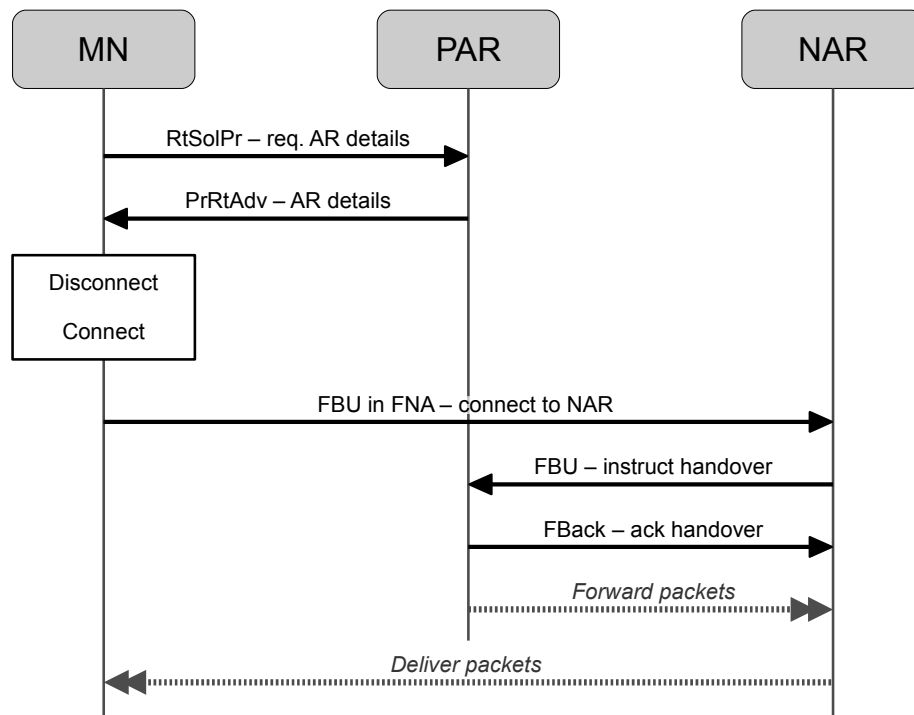 MN
PAR
NAR
RtSolPr – req. AR details
PrRtAdv – AR details
Disconnect
Connect
FBU in FNA – connect to NAR
FBU – instruct handover
FBack – ack handover
Forward packets
Deliver packets